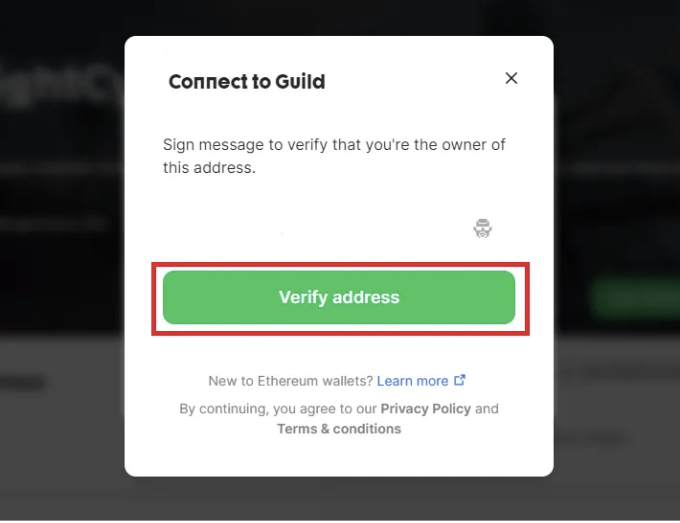 Connect to Guild
Sign message to verify that you're the owner of
this address.
Verify address
New to Ethereum wallets? Learn more
By continuing, you agree to our Privacy Policy and
Terms & conditions